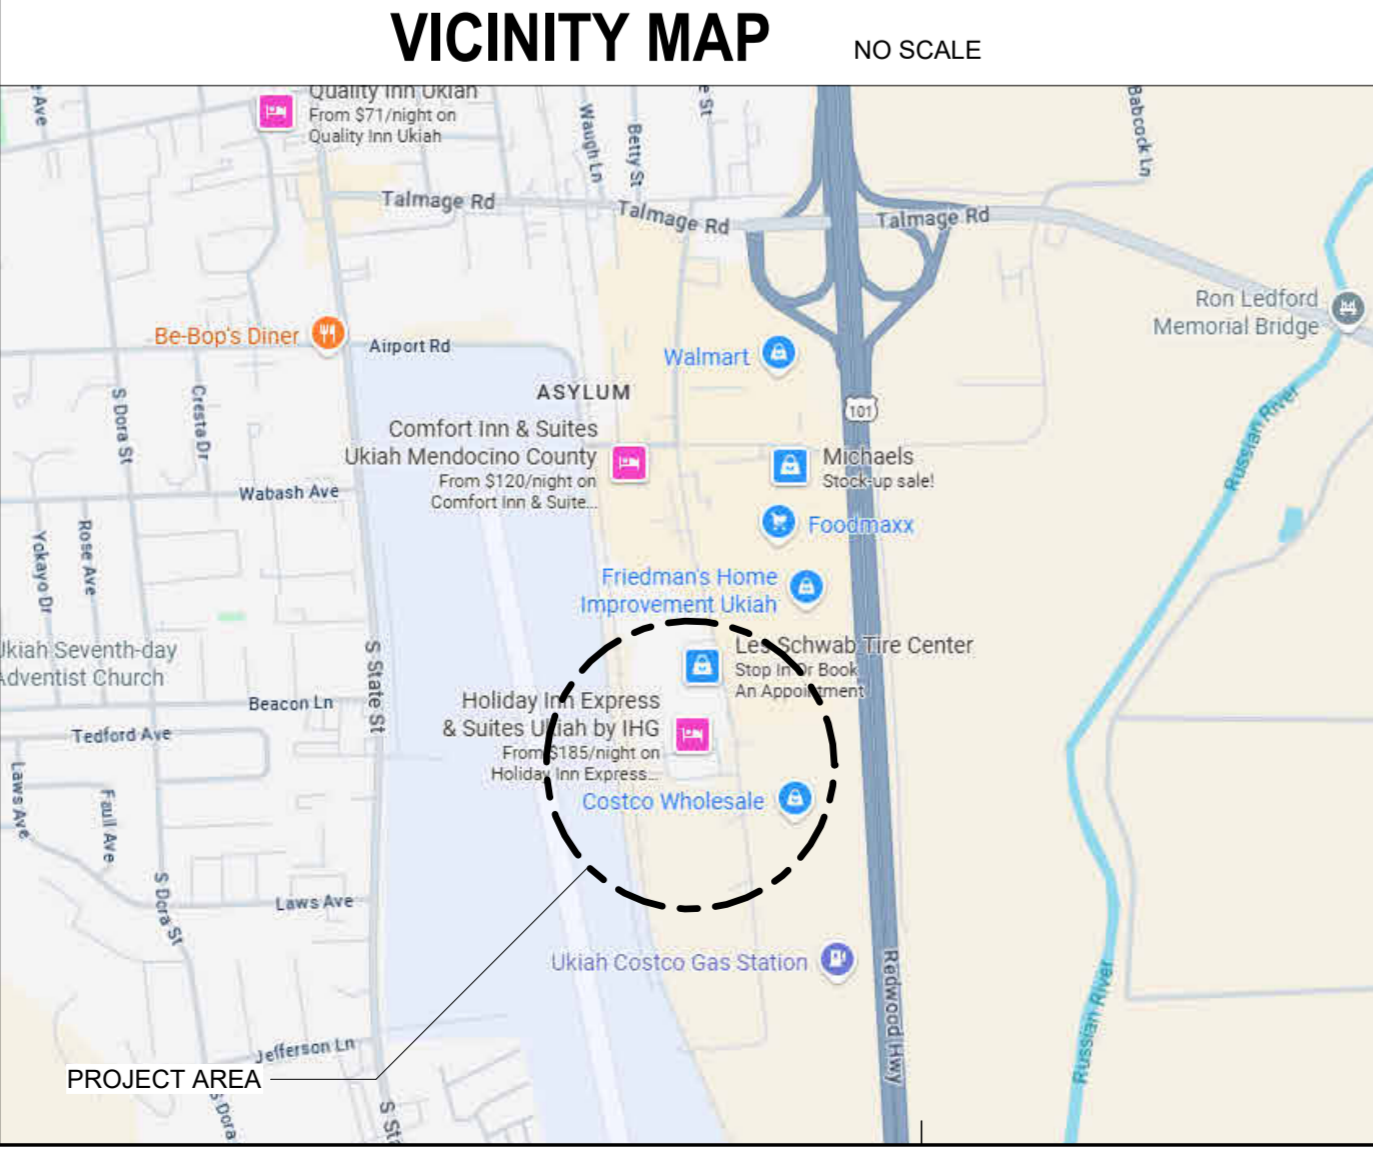 VICINITY MAP
NO SCALE
Quality Inn Ukiah
From $71/night on
Quality Inn Ukiah
Ave
Waugh Ln
Betty St
e St
Babcock Ln
Talmage Rd
Talmage Rd
Talmage Rd
Ron Ledford
Memorial Bridge
Be-Bop's Diner
Airport Rd
Walmart
ASYLUM
101
S Dora St
Cresta Dr
Comfort Inn & Suites
Ukiah Mendocino County
From $120/night on
Comfort Inn & Suite...
Michaels
Stock-up sale!
Russian River
Wabash Ave
Foodmaxx
Yokayo Dr
Rose Ave
Friedman's Home
Improvement Ukiah
Ukiah Seventh-day
Adventist Church
S State St
Les Schwab Tire Center
Stop In Or Book
An Appointment
Beacon Ln
Holiday Inn Express
& Suites Ukiah by IHG
From $185/night on
Holiday Inn Express...
Tedford Ave
Laws Ave
Faull Ave
Costco Wholesale
S Dora St
Laws Ave
Ukiah Costco Gas Station
Redwood Hwy
Russian River
Jefferson Ln
PROJECT AREA
S Dora
S Sta